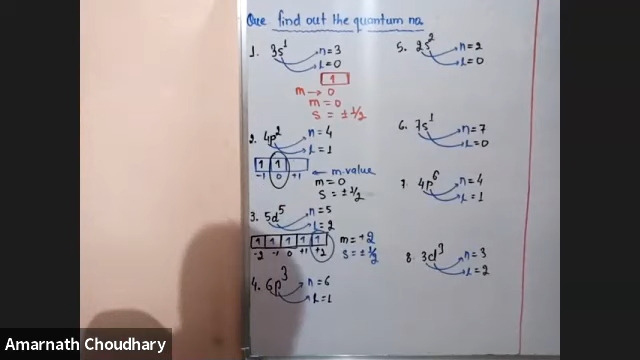 Que find out the quantum no.
1. 3s¹ n=3
l=0
1
m → 0
m = 0
s = ± 1/2
2. 4p² n=4
l=1
1 1
-1 0 +1 ← m value
m = 0
s = ± 1/2
3. 5d⁵ n=5
l=2
1 1 1 1 1 m = +2
-2 -1 0 +1 +2 s = ± 1/2
4. 6p³ n=6
l=1
5. 2s² n=2
l=0
6. 7s¹ n=7
l=0
7. 4p⁶ n=4
l=1
8. 3d³ n=3
l=2
Amarnath Choudhary